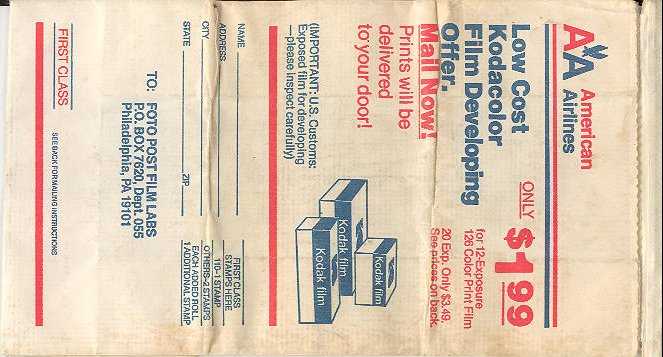 AA American
Airlines
Low Cost
Kodacolor
Film Developing
Offer.
Mail Now!
Prints will be
delivered
to your door!
ONLY
$1.99
for 12-Exposure
126 Color Print Film
20 Exp. Only $3.49.
See prices on back.
Kodak film
Kodak film
Kodak film
(IMPORTANT: U.S. Customs:
Exposed film for developing
—please inspect carefully)
NAME
ADDRESS
CITY
STATE ZIP
FIRST CLASS
STAMPS HERE
110-1 STAMP
OTHERS-2 STAMPS
EACH ADDED ROLL
1 ADDITIONAL STAMP
TO: FOTO POST FILM LABS
P.O. BOX 7620, Dept. 055
Philadelphia, PA 19101
FIRST CLASS
SEE BACK FOR MAILING INSTRUCTIONS